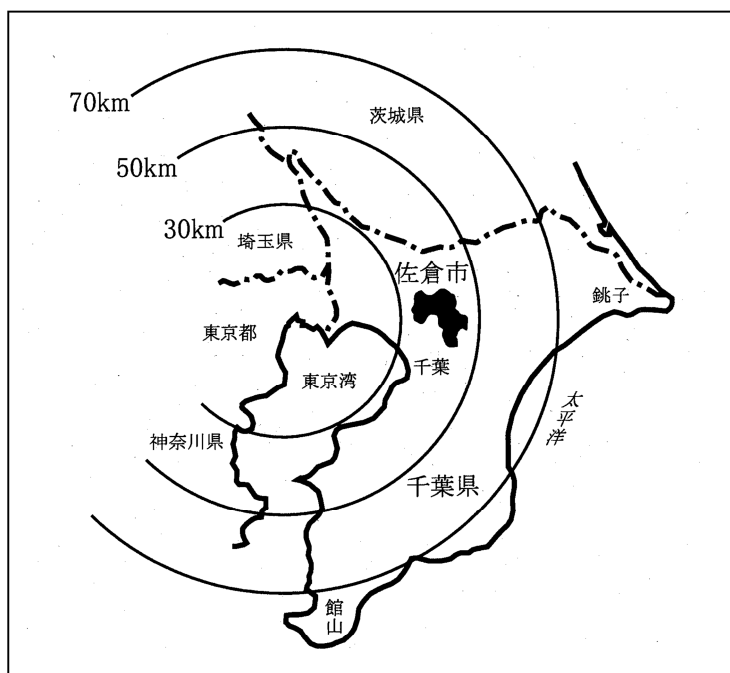 70km
茨城県
50km
30km
埼玉県
佐倉市
銚子
東京都
千葉
東京湾
太平洋
神奈川県
千葉県
館山